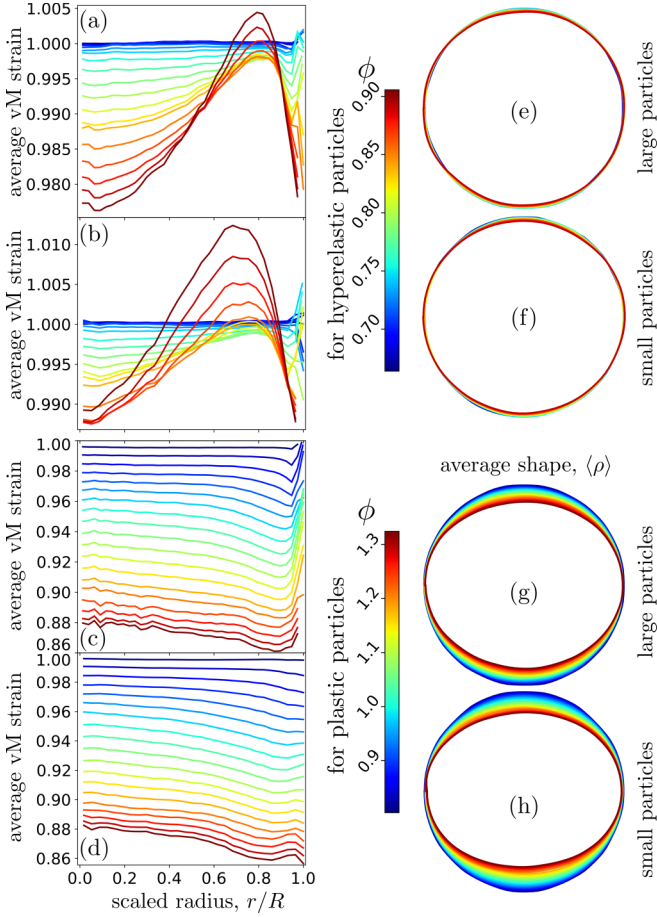 (a)
average vM strain
1.005
1.000
0.995
0.990
0.985
0.980
(b)
average vM strain
1.010
1.005
1.000
0.995
0.990
(c)
average vM strain
1.00
0.98
0.96
0.94
0.92
0.90
0.88
0.86
(d)
average vM strain
1.00
0.98
0.96
0.94
0.92
0.90
0.88
0.86
0.0 0.2 0.4 0.6 0.8 1.0
scaled radius, r/R
ϕ
for hyperelastic particles
0.90
0.85
0.80
0.75
0.70
(e)
large particles
(f)
small particles
average shape, ⟨ρ⟩
ϕ
for plastic particles
1.3
1.2
1.1
1.0
0.9
(g)
large particles
(h)
small particles